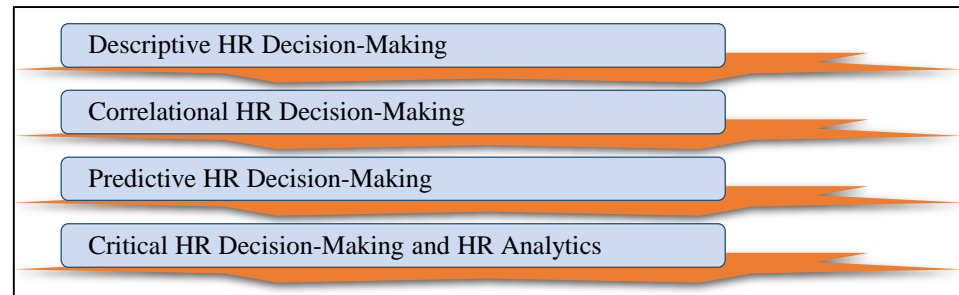 Descriptive HR Decision-Making
Correlational HR Decision-Making
Predictive HR Decision-Making
Critical HR Decision-Making and HR Analytics